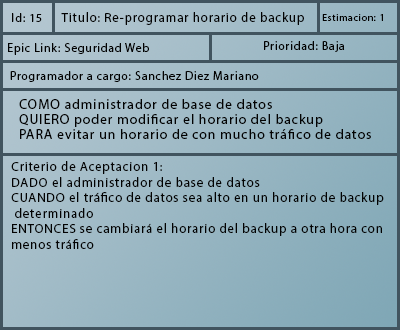 Id: 15
Titulo: Re-programar horario de backup
Estimacion: 1
Epic Link: Seguridad Web
Prioridad: Baja
Programador a cargo: Sanchez Diez Mariano
COMO administrador de base de datos
QUIERO poder modificar el horario del backup
PARA evitar un horario de con mucho tráfico de datos
Criterio de Aceptacion 1:
DADO el administrador de base de datos
CUANDO el tráfico de datos sea alto en un horario de backup
determinado
ENTONCES se cambiará el horario del backup a otra hora con
menos tráfico